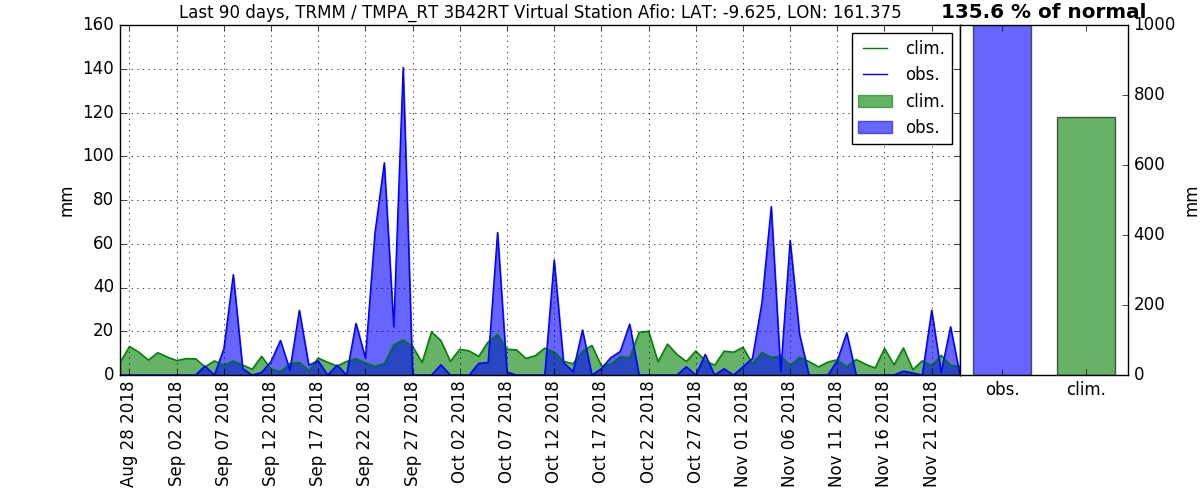 Last 90 days, TRMM / TMPA_RT 3B42RT Virtual Station Afio: LAT: -9.625, LON: 161.375
135.6 % of normal
160
140
120
100
80
60
40
20
0
mm
clim.
obs.
clim.
obs.
1000
800
600
400
200
0
mm
obs.
clim.
Aug 28 2018
Sep 02 2018
Sep 07 2018
Sep 12 2018
Sep 17 2018
Sep 22 2018
Sep 27 2018
Oct 02 2018
Oct 07 2018
Oct 12 2018
Oct 17 2018
Oct 22 2018
Oct 27 2018
Nov 01 2018
Nov 06 2018
Nov 11 2018
Nov 16 2018
Nov 21 2018